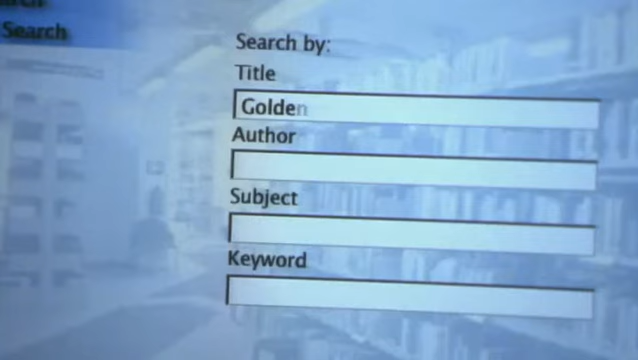 Search
Search by:
Title
Golden
Author
Subject
Keyword